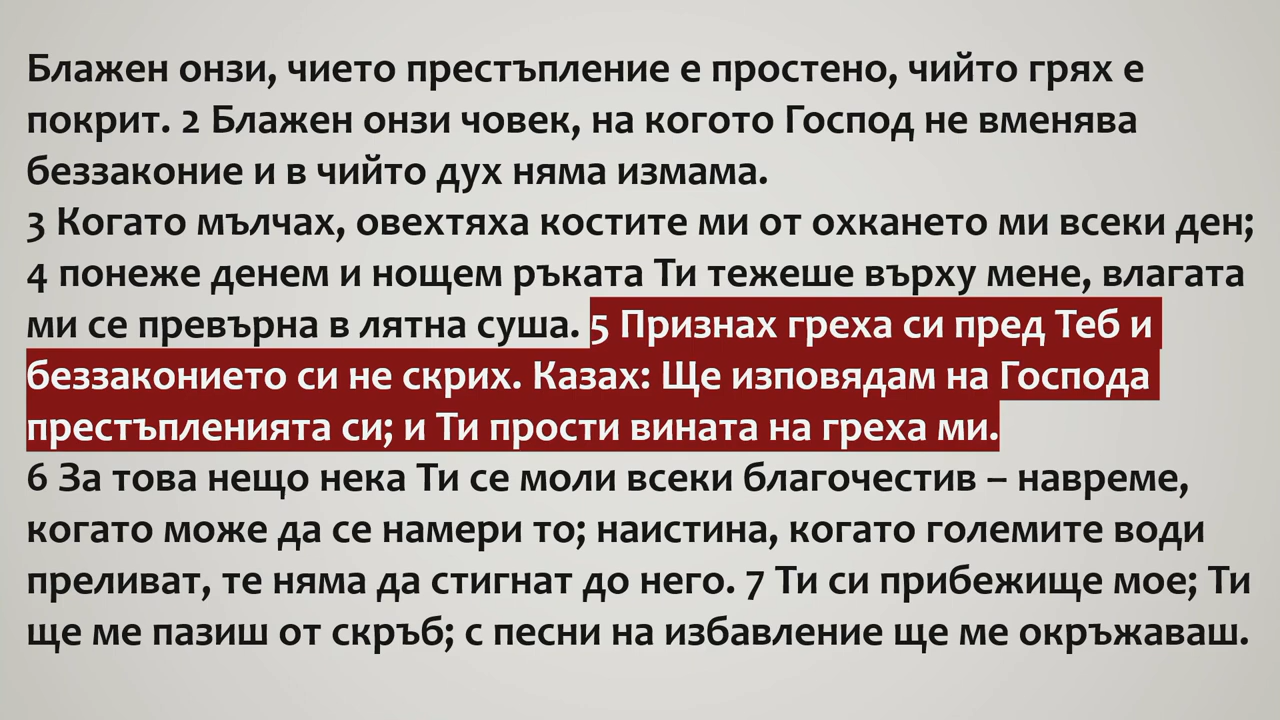 Блажен онзи, чието престъпление е простено, чийто грях е
покрит. 2 Блажен онзи човек, на когото Господ не вменява
беззаконие и в чийто дух няма измама.
3 Когато мълчах, овехтяха костите ми от охкането ми всеки ден;
4 понеже денем и нощем ръката Ти тежеше върху мене, влагата
ми се превърна в лятна суша. 5 Признах греха си пред Теб и
беззаконието си не скрих. Казах: Ще изповядам на Господа
престъпленията си; и Ти прости вината на греха ми.
6 За това нещо нека Ти се моли всеки благочестив – навреме,
когато може да се намери то; наистина, когато големите води
преливат, те няма да стигнат до него. 7 Ти си прибежище мое; Ти
ще ме пазиш от скръб; с песни на избавление ще ме окръжаваш.